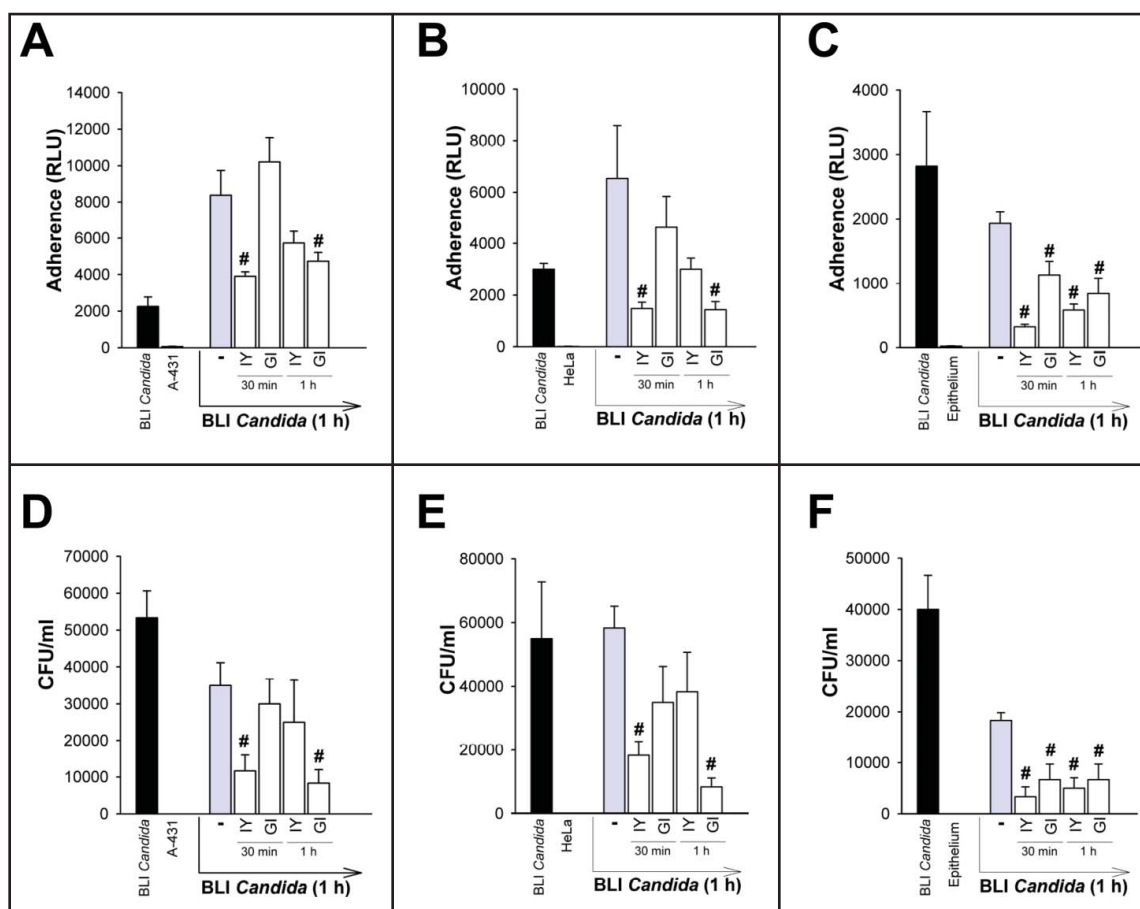 A
Adherence (RLU)
14000
12000
10000
8000
6000
4000
2000
0
#
#
BLI Candida
A-431
-
IY
GI
IY
GI
30 min
1 h
BLI Candida (1 h)
B
Adherence (RLU)
10000
8000
6000
4000
2000
0
#
#
BLI Candida
HeLa
-
IY
GI
IY
GI
30 min
1 h
BLI Candida (1 h)
C
Adherence (RLU)
4000
3000
2000
1000
0
#
#
#
#
BLI Candida
Epithelium
-
IY
GI
IY
GI
30 min
1 h
BLI Candida (1 h)
D
CFU/ml
70000
60000
50000
40000
30000
20000
10000
0
#
#
BLI Candida
A-431
-
IY
GI
IY
GI
30 min
1 h
BLI Candida (1 h)
E
CFU/ml
80000
60000
40000
20000
0
#
#
BLI Candida
HeLa
-
IY
GI
IY
GI
30 min
1 h
BLI Candida (1 h)
F
CFU/ml
50000
40000
30000
20000
10000
0
#
#
#
#
BLI Candida
Epithelium
-
IY
GI
IY
GI
30 min
1 h
BLI Candida (1 h)